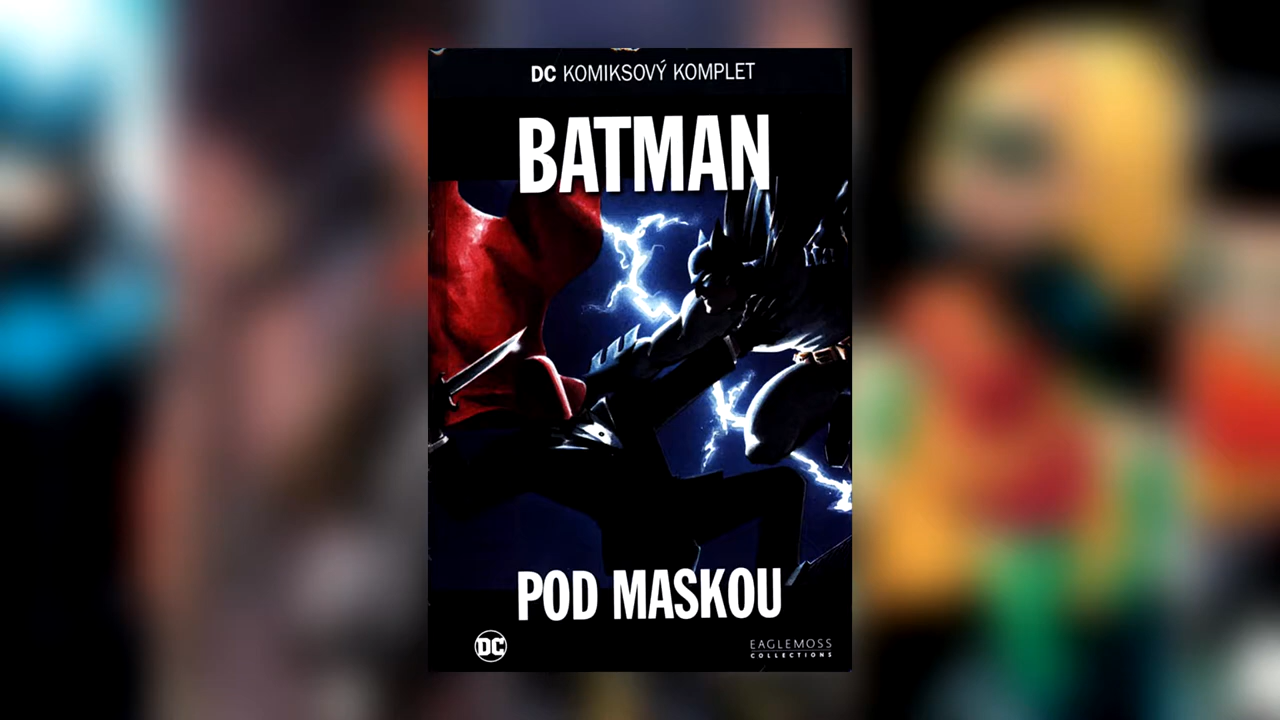 DC KOMIKSOVÝ KOMPLET
BATMAN
POD MASKOU
DC
EAGLEMOSS
COLLECTIONS